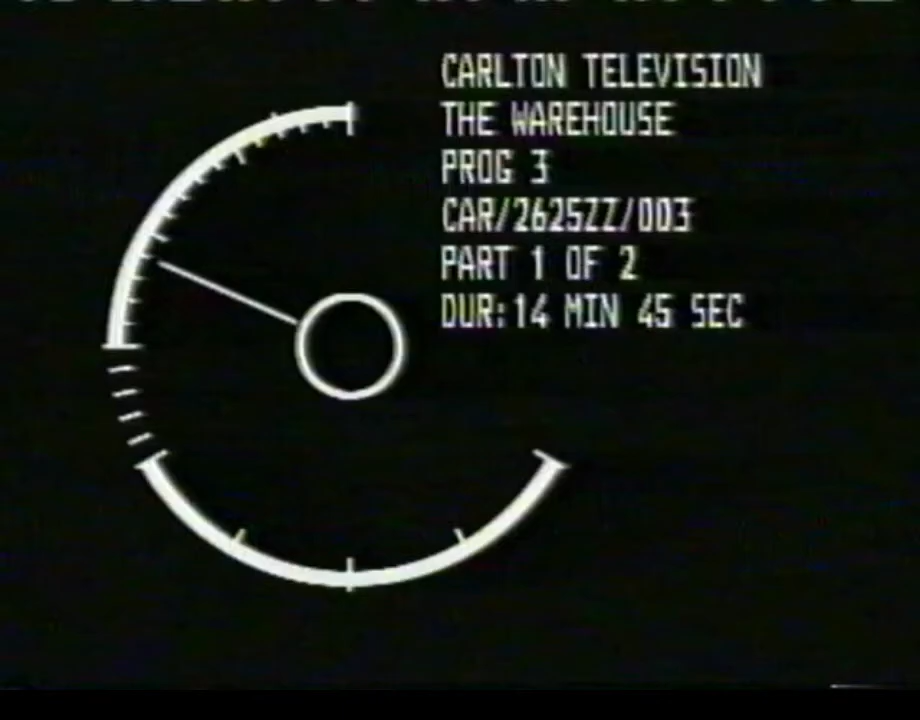 CARLTON TELEVISION
THE WAREHOUSE
PROG 3
CAR/2625ZZ/003
PART 1 OF 2
DUR:14 MIN 45 SEC